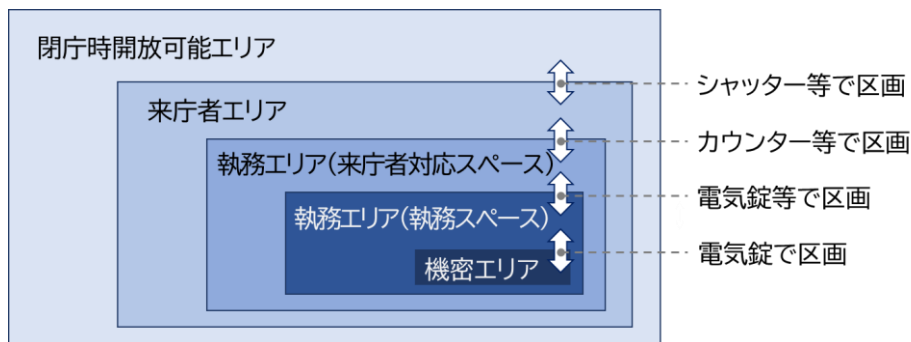 閉庁時開放可能エリア
シャッター等で区画
来庁者エリア
カウンター等で区画
執務エリア(来庁者対応スペース)
電気錠等で区画
執務エリア(執務スペース)
電気錠で区画
機密エリア